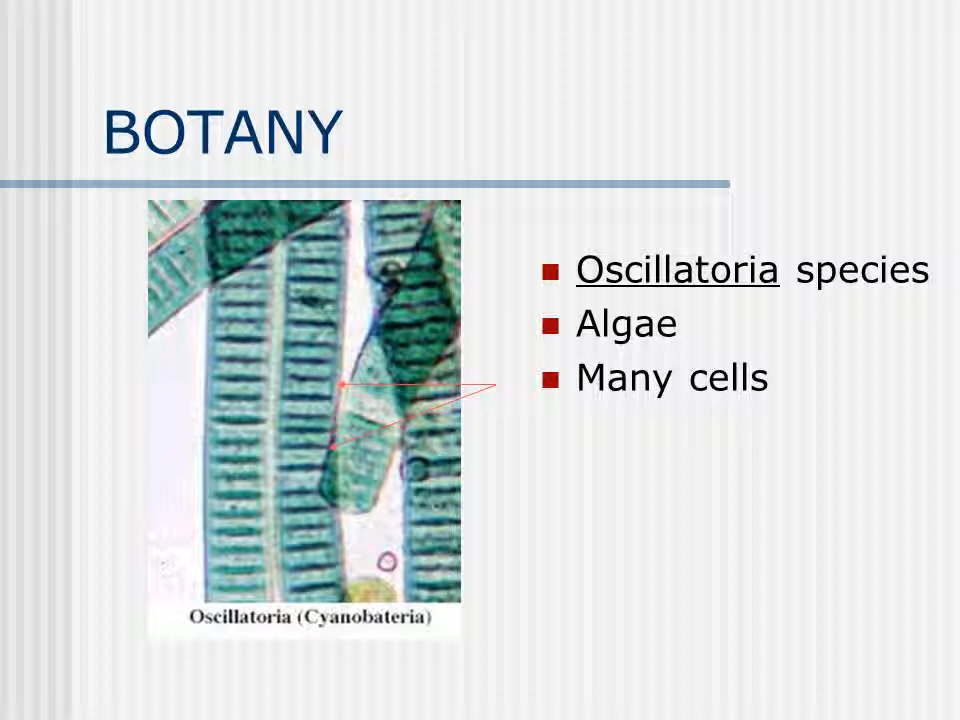 BOTANY
Oscillatoria species
Algae
Many cells
Oscillatoria (Cyanobateria)